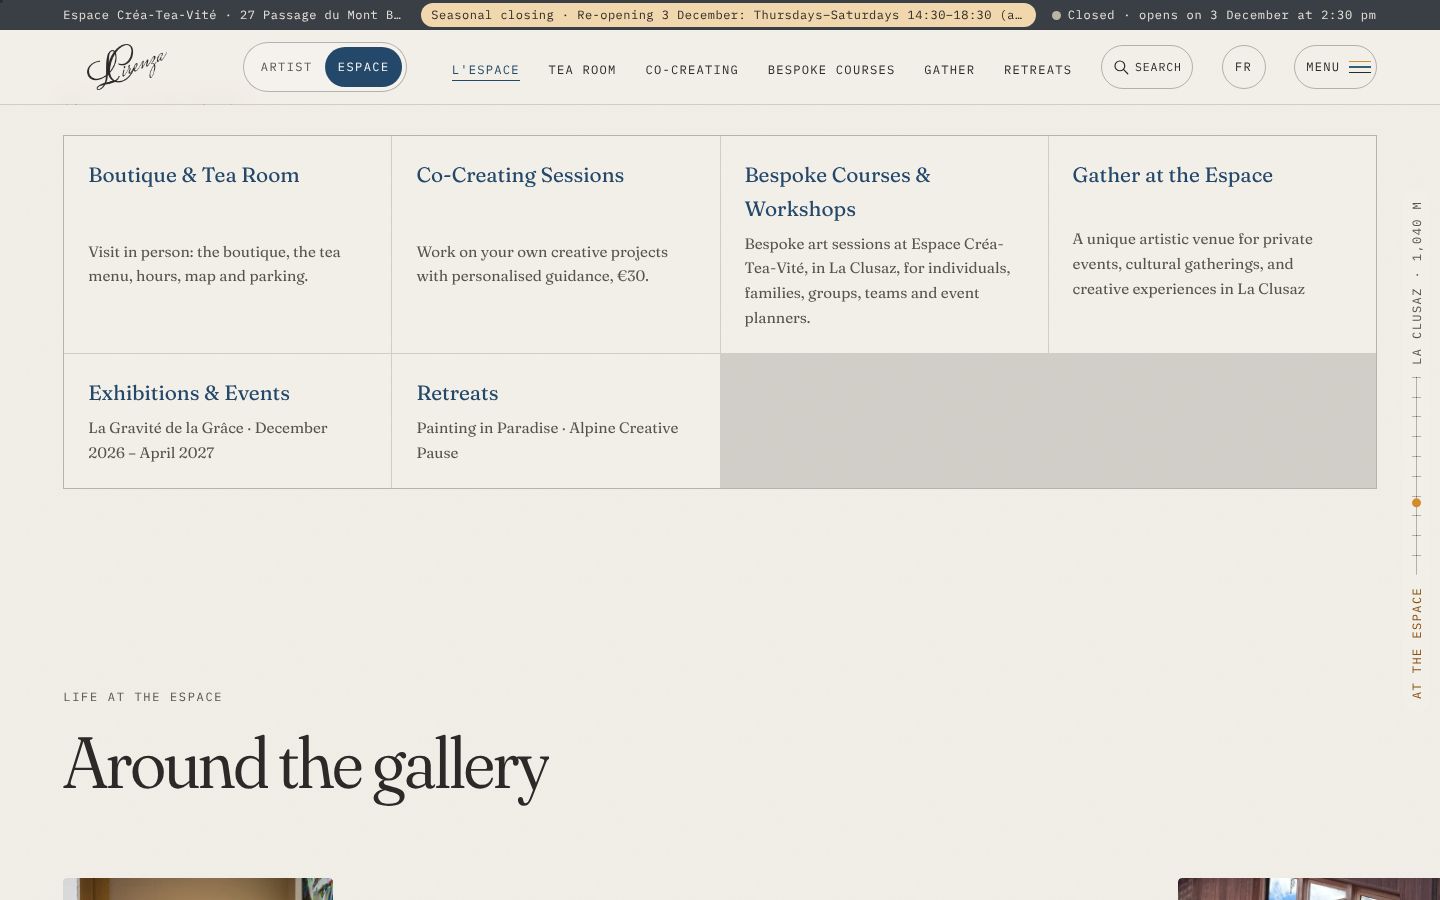 Espace Créa-Tea-Vité · 27 Passage du Mont B…
Seasonal closing · Re-opening 3 December: Thursdays–Saturdays 14:30–18:30 (a…
Closed · opens on 3 December at 2:30 pm
Lirenza
ARTIST
ESPACE
L'ESPACE
TEA ROOM
CO-CREATING
BESPOKE COURSES
GATHER
RETREATS
SEARCH
FR
MENU
Boutique & Tea Room
Visit in person: the boutique, the tea
menu, hours, map and parking.
Co-Creating Sessions
Work on your own creative projects
with personalised guidance, €30.
Bespoke Courses &
Workshops
Bespoke art sessions at Espace Créa-
Tea-Vité, in La Clusaz, for individuals,
families, groups, teams and event
planners.
Gather at the Espace
A unique artistic venue for private
events, cultural gatherings, and
creative experiences in La Clusaz
Exhibitions & Events
La Gravité de la Grâce · December
2026 – April 2027
Retreats
Painting in Paradise · Alpine Creative
Pause
LA CLUSAZ · 1,040 M
AT THE ESPACE
LIFE AT THE ESPACE
Around the gallery